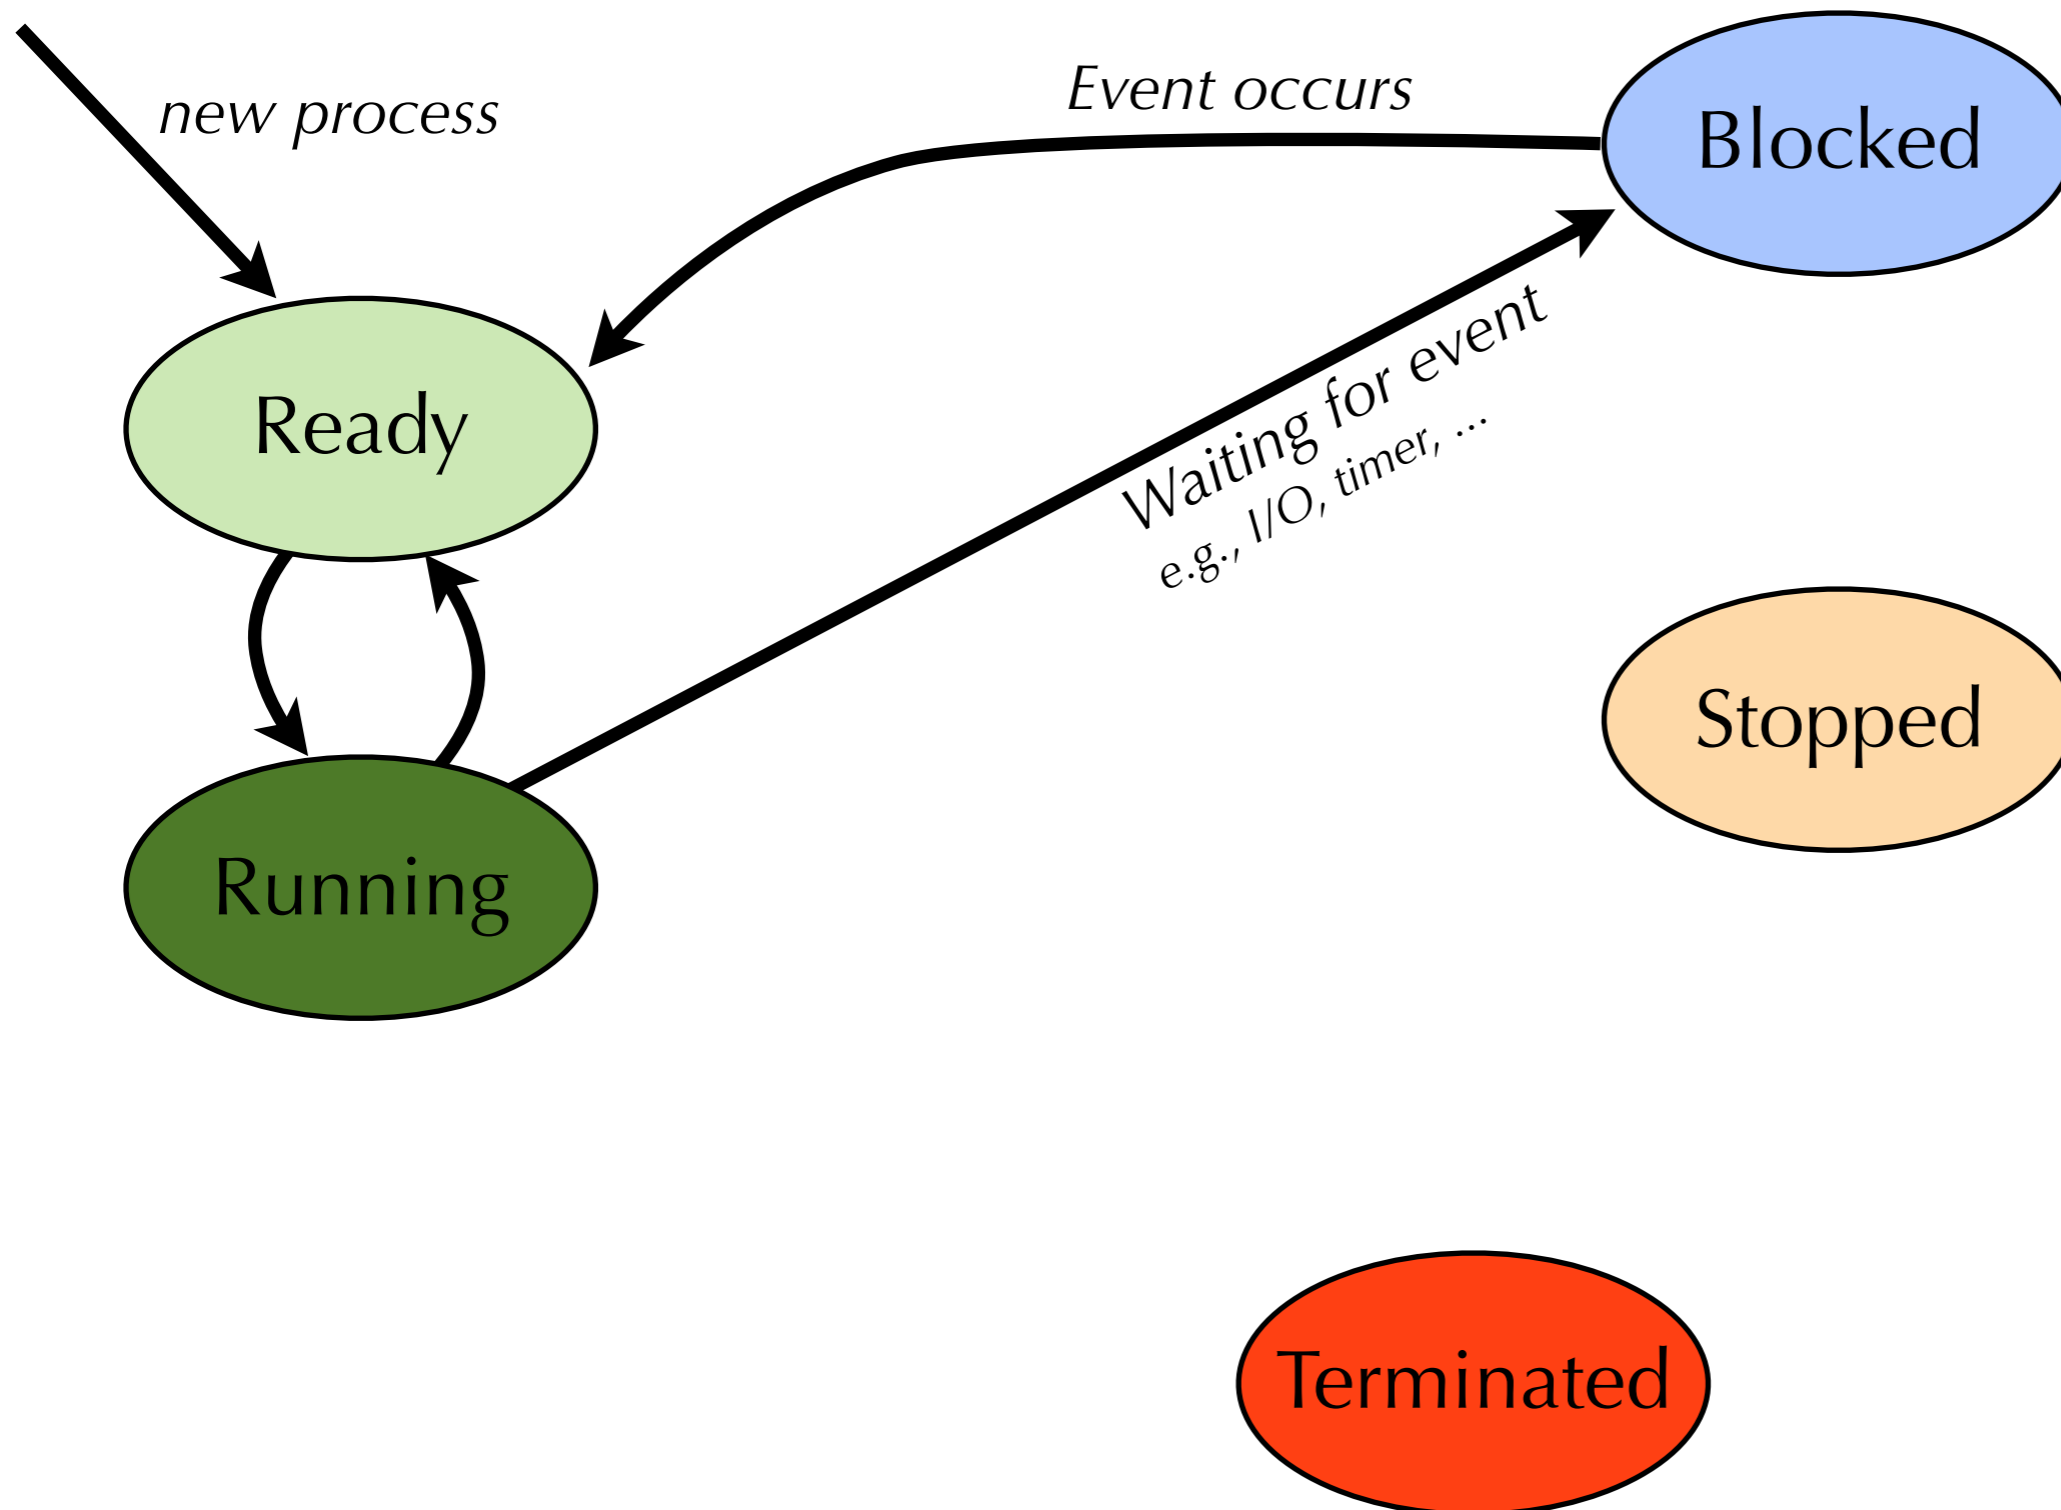 new process
Event occurs
Blocked
Waiting for event
e.g., I/O, timer, ...
Ready
Stopped
Running
Terminated